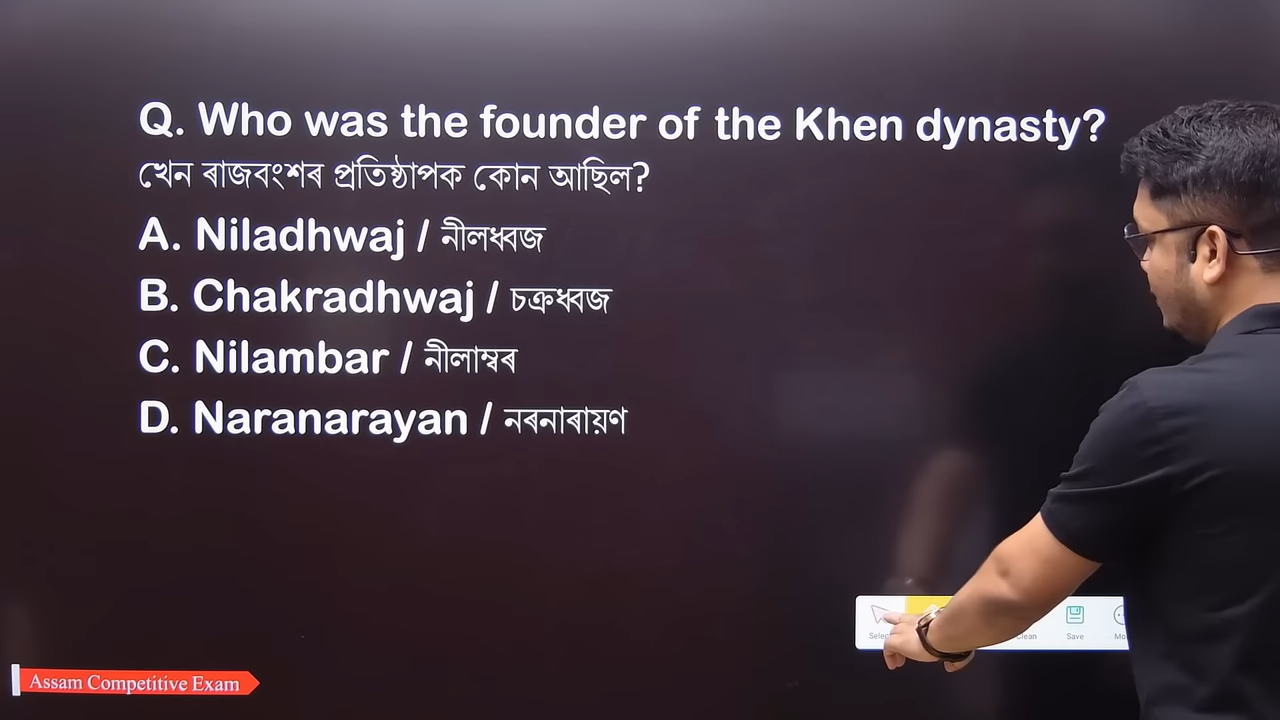 Q. Who was the founder of the Khen dynasty?
খেন ৰাজবংশৰ প্ৰতিষ্ঠাপক কোন আছিল?
A. Niladhwaj / নীলধ্বজ
B. Chakradhwaj / চক্ৰধ্বজ
C. Nilambar / নীলাম্বৰ
D. Naranarayan / নৰনাৰায়ণ
Save
Assam Competitive Exam